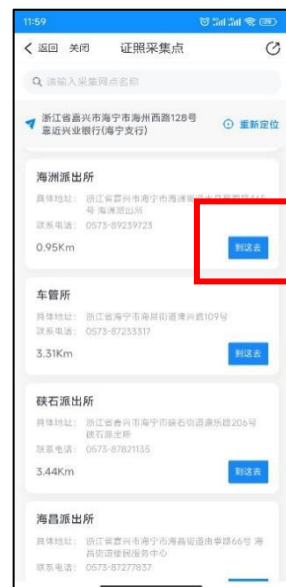 11:59
返回 关闭 证照采集点
请输入采集网点名称
浙江省嘉兴市海宁市海州西路128号
靠近兴业银行(海宁支行)
重新定位
海洲派出所
具体地址：
号 海洲派出所
联系电话： 0573-89239723
0.95Km
到这去
车管所
具体地址： 浙江省海宁市海昌街道隆兴路109号
联系电话： 0573-87233317
3.31Km
到这去
硖石派出所
具体地址： 浙江省嘉兴市海宁市硖石街道康乐路206号
硖石派出所
联系电话： 0573-87821135
3.44Km
到这去
海昌派出所
具体地址： 浙江省嘉兴市海宁市海昌街道由拳路66号 海
昌街道便民服务中心
联系电话： 0573-87277837